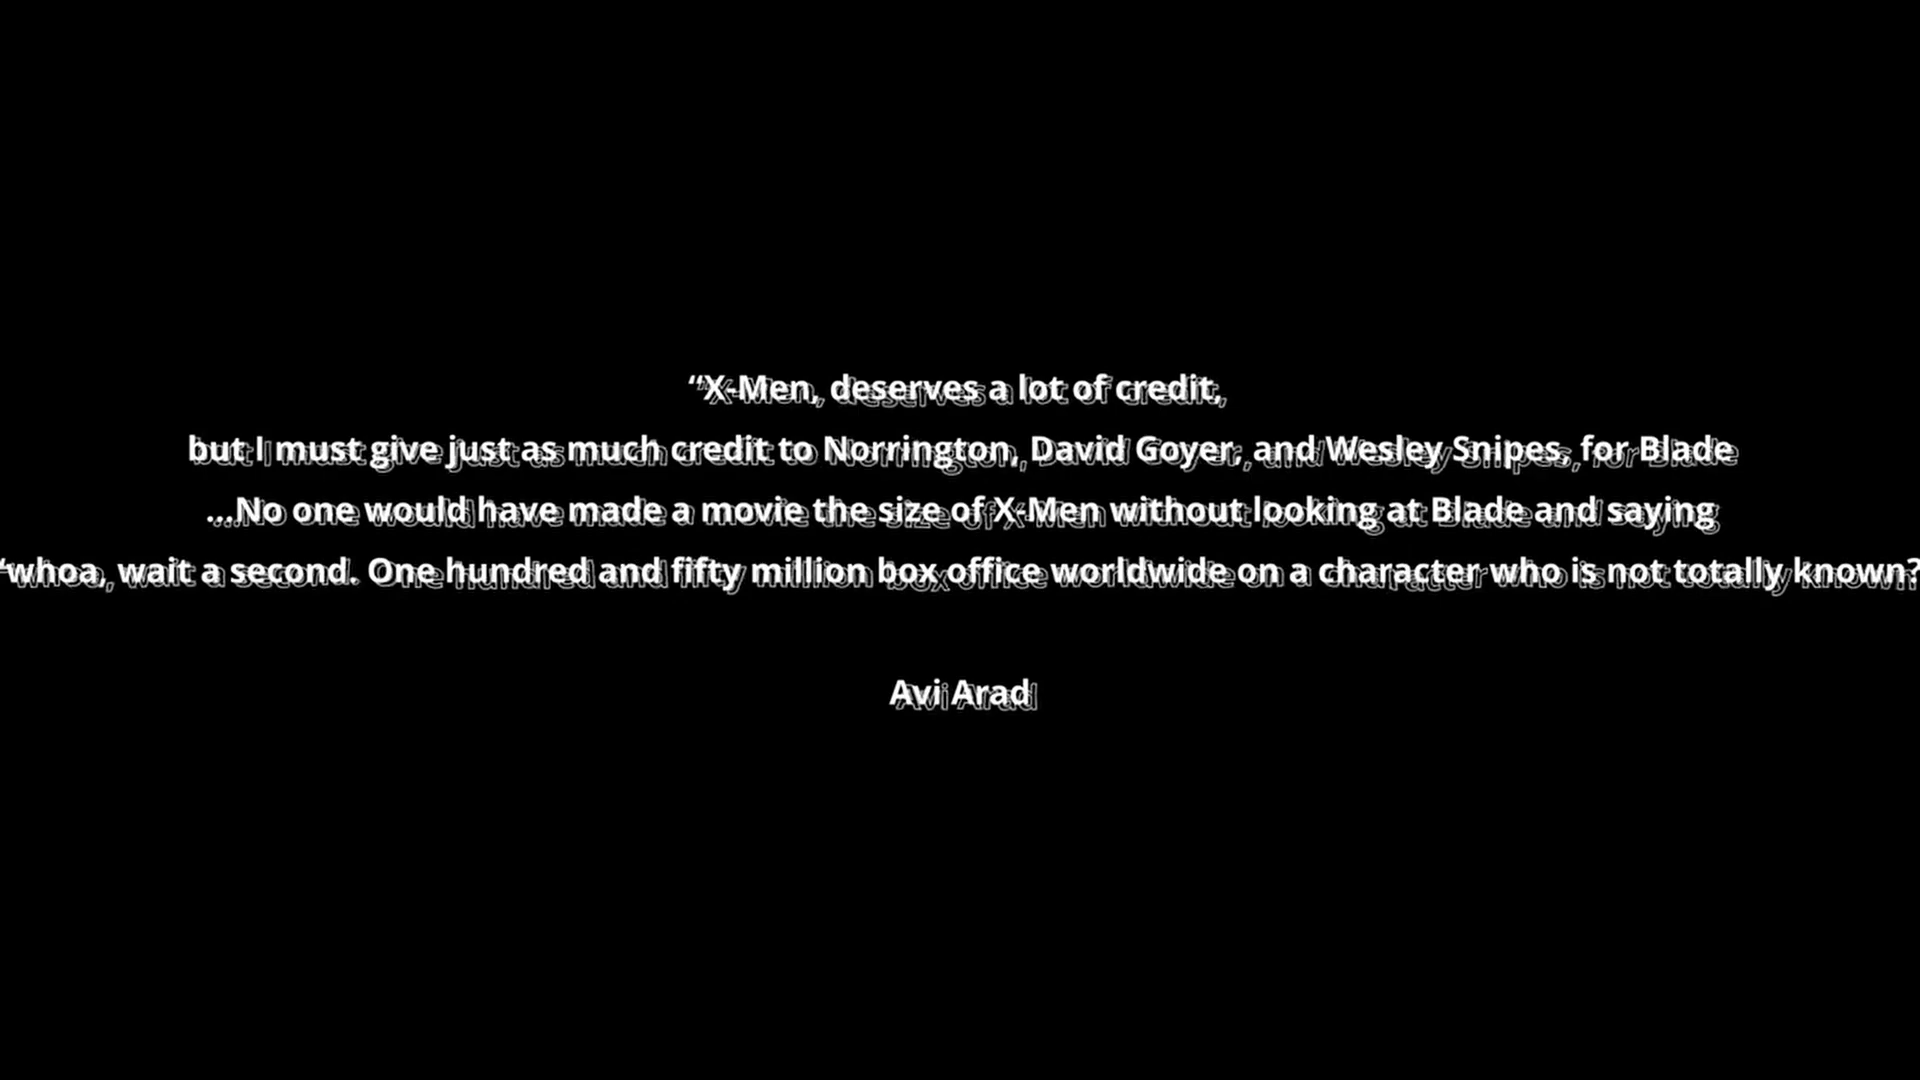 “X-Men, deserves a lot of credit,
but I must give just as much credit to Norrington, David Goyer, and Wesley Snipes, for Blade
...No one would have made a movie the size of X-Men without looking at Blade and saying
“whoa, wait a second. One hundred and fifty million box office worldwide on a character who is not totally known?
Avi Arad